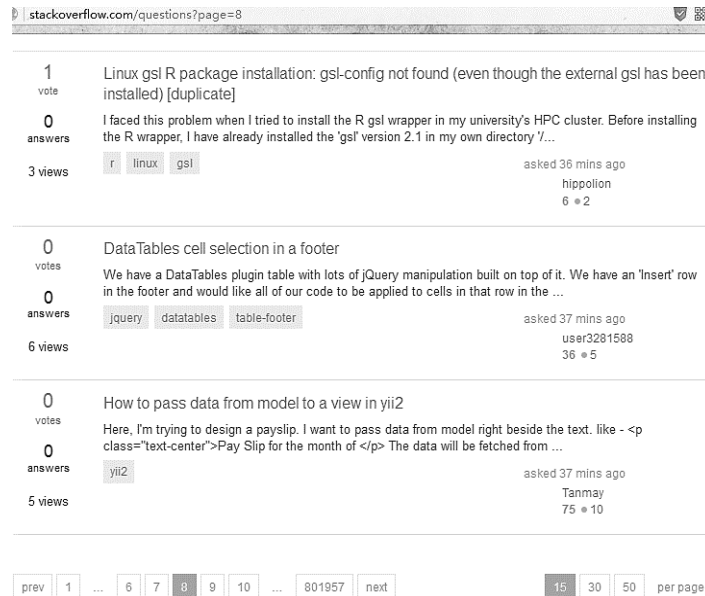 stackoverflow.com/questions?page=8
1
vote
0
answers
3 views
Linux gsl R package installation: gsl-config not found (even though the external gsl has been
installed) [duplicate]
I faced this problem when I tried to install the R gsl wrapper in my university's HPC cluster. Before installing
the R wrapper, I have already installed the 'gsl' version 2.1 in my own directory '/...
r linux gsl
asked 36 mins ago
hippolion
6 2
0
votes
0
answers
6 views
DataTables cell selection in a footer
We have a DataTables plugin table with lots of jQuery manipulation built on top of it. We have an 'Insert' row
in the footer and would like all of our code to be applied to cells in that row in the ...
jquery datatables table-footer
asked 37 mins ago
user3281588
36 5
0
votes
0
answers
5 views
How to pass data from model to a view in yii2
Here, I'm trying to design a payslip. I want to pass data from model right beside the text. like - <p
class="text-center">Pay Slip for the month of </p> The data will be fetched from ...
yii2
asked 37 mins ago
Tanmay
75 10
prev 1 ... 6 7 8 9 10 ... 801957 next 15 30 50 per page